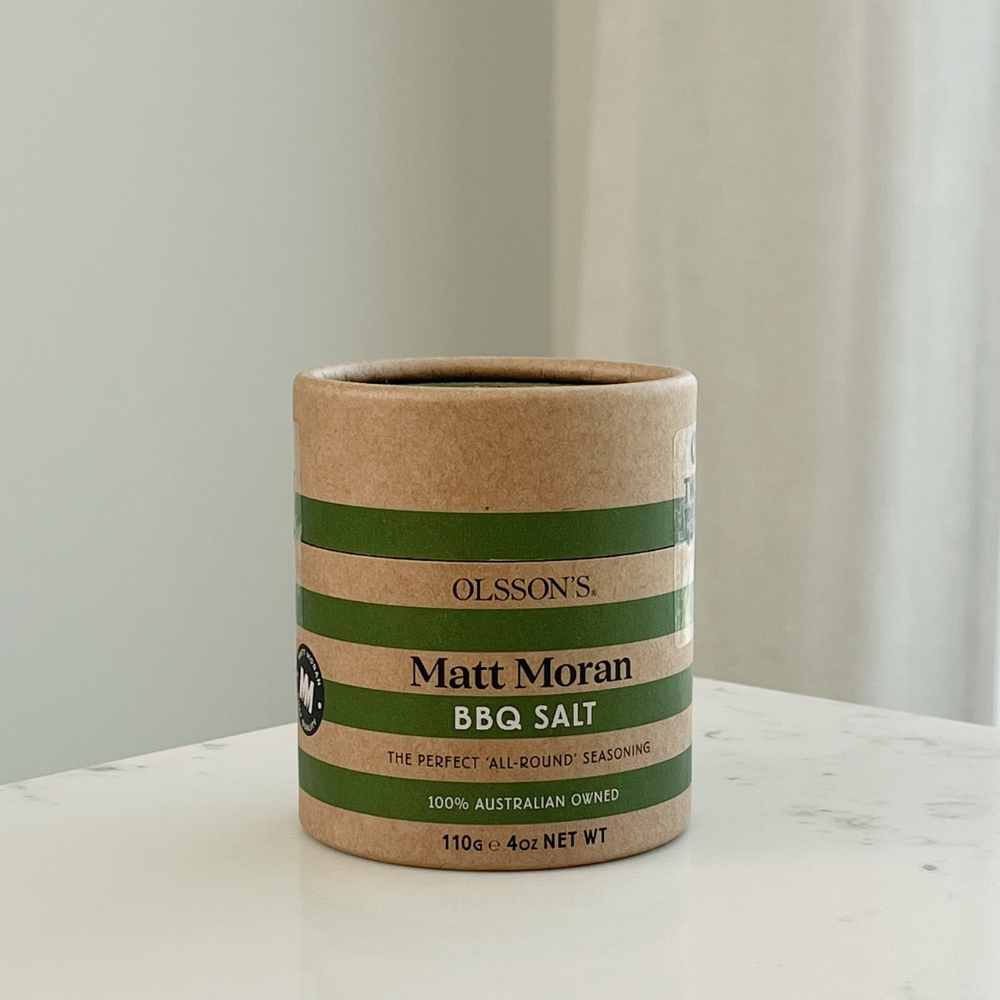 OLSSON'S®
Matt Moran
BBQ SALT
THE PERFECT ‘ALL-ROUND’ SEASONING
100% AUSTRALIAN OWNED
110G ℮ 4OZ NET WT